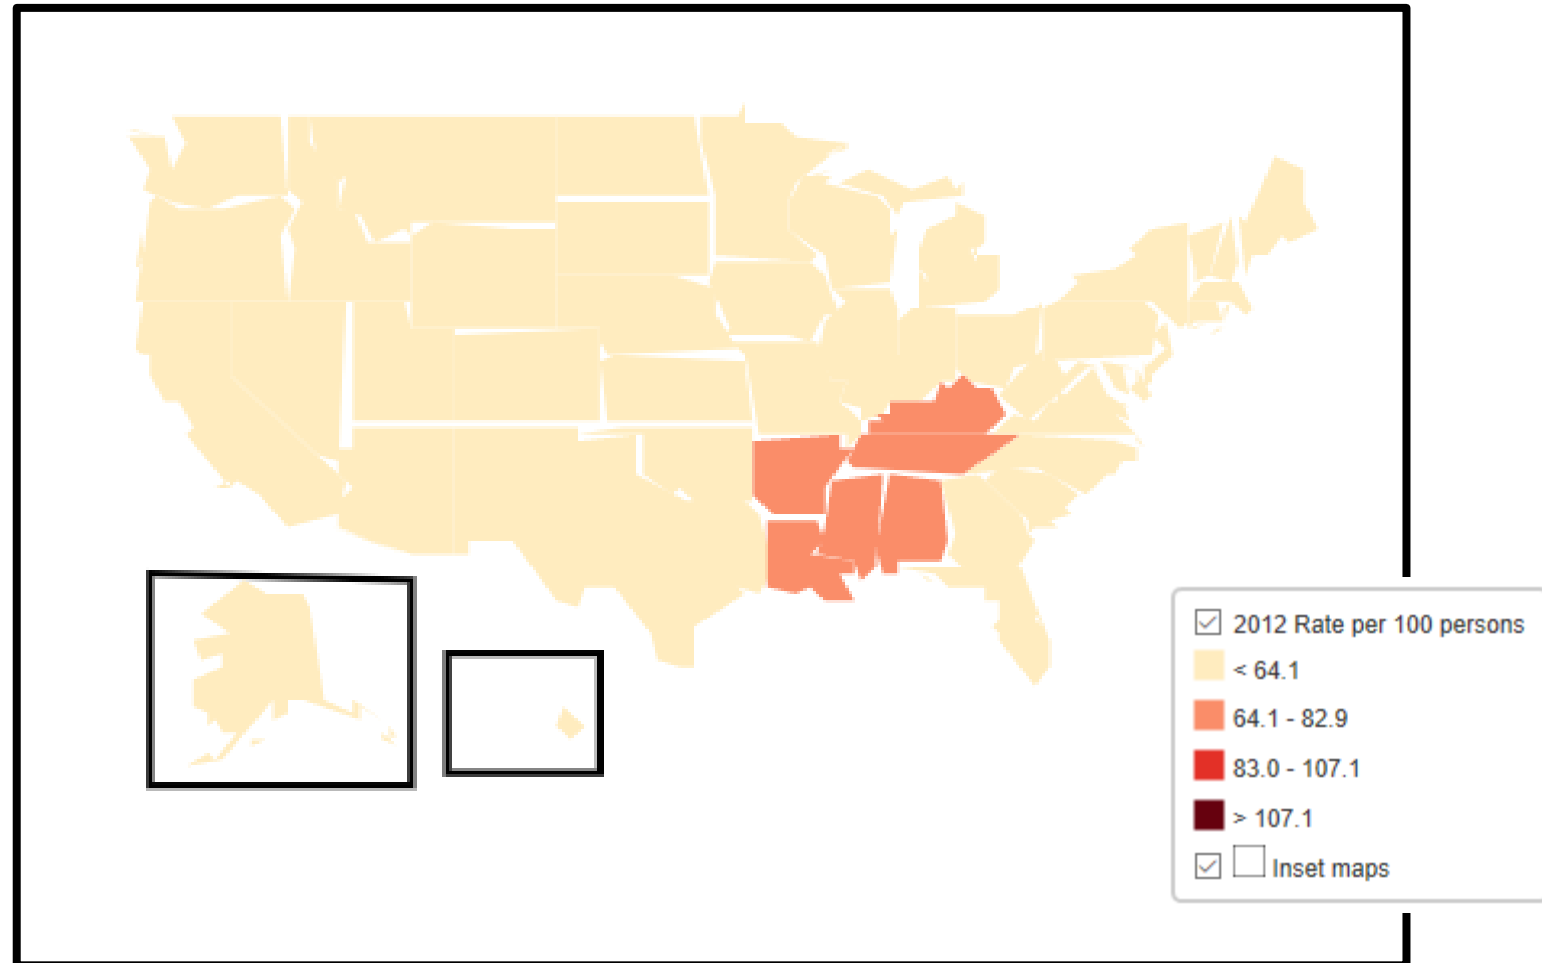 2012 Rate per 100 persons
< 64.1
64.1 - 82.9
83.0 - 107.1
> 107.1
Inset maps